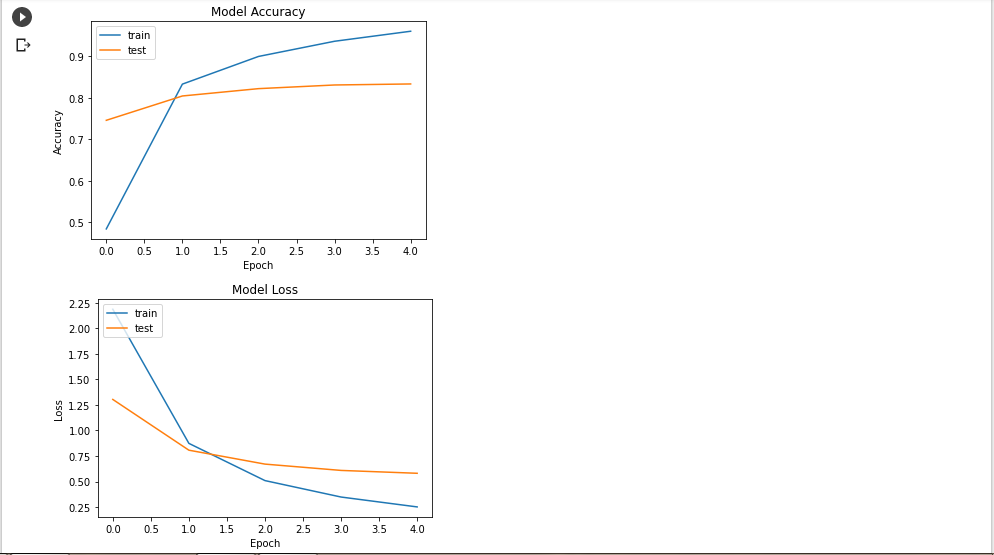 Model Accuracy
train
test
0.9
0.8
0.7
0.6
0.5
Accuracy
0.0 0.5 1.0 1.5 2.0 2.5 3.0 3.5 4.0
Epoch
Model Loss
train
test
2.25
2.00
1.75
1.50
1.25
1.00
0.75
0.50
0.25
Loss
0.0 0.5 1.0 1.5 2.0 2.5 3.0 3.5 4.0
Epoch